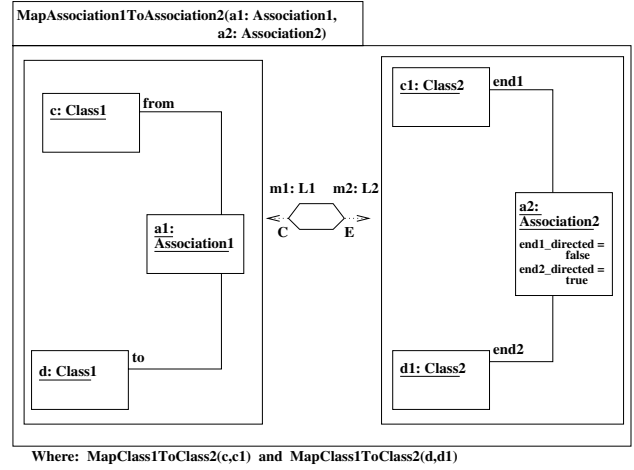 MapAssociation1ToAssociation2(a1: Association1,
a2: Association2)
c: Class1
from
a1:
Association1
d: Class1
to
m1: L1
m2: L2
C
E
c1: Class2
end1
a2:
Association2
end1_directed =
false
end2_directed =
true
end2
d1: Class2
Where: MapClass1ToClass2(c,c1) and MapClass1ToClass2(d,d1)